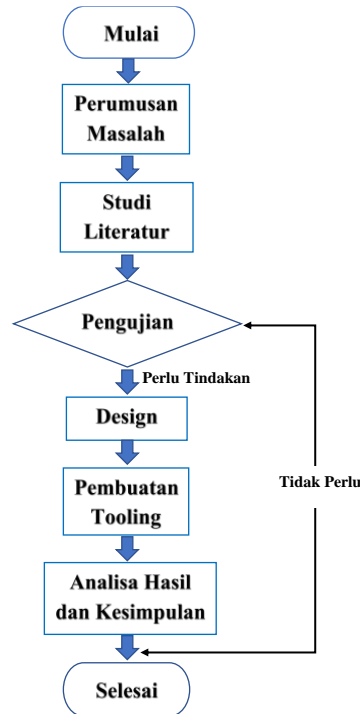 Mulai
Perumusan
Masalah
Studi
Literatur
Pengujian
Perlu Tindakan
Design
Tidak Perlu
Pembuatan
Tooling
Analisa Hasil
dan Kesimpulan
Selesai